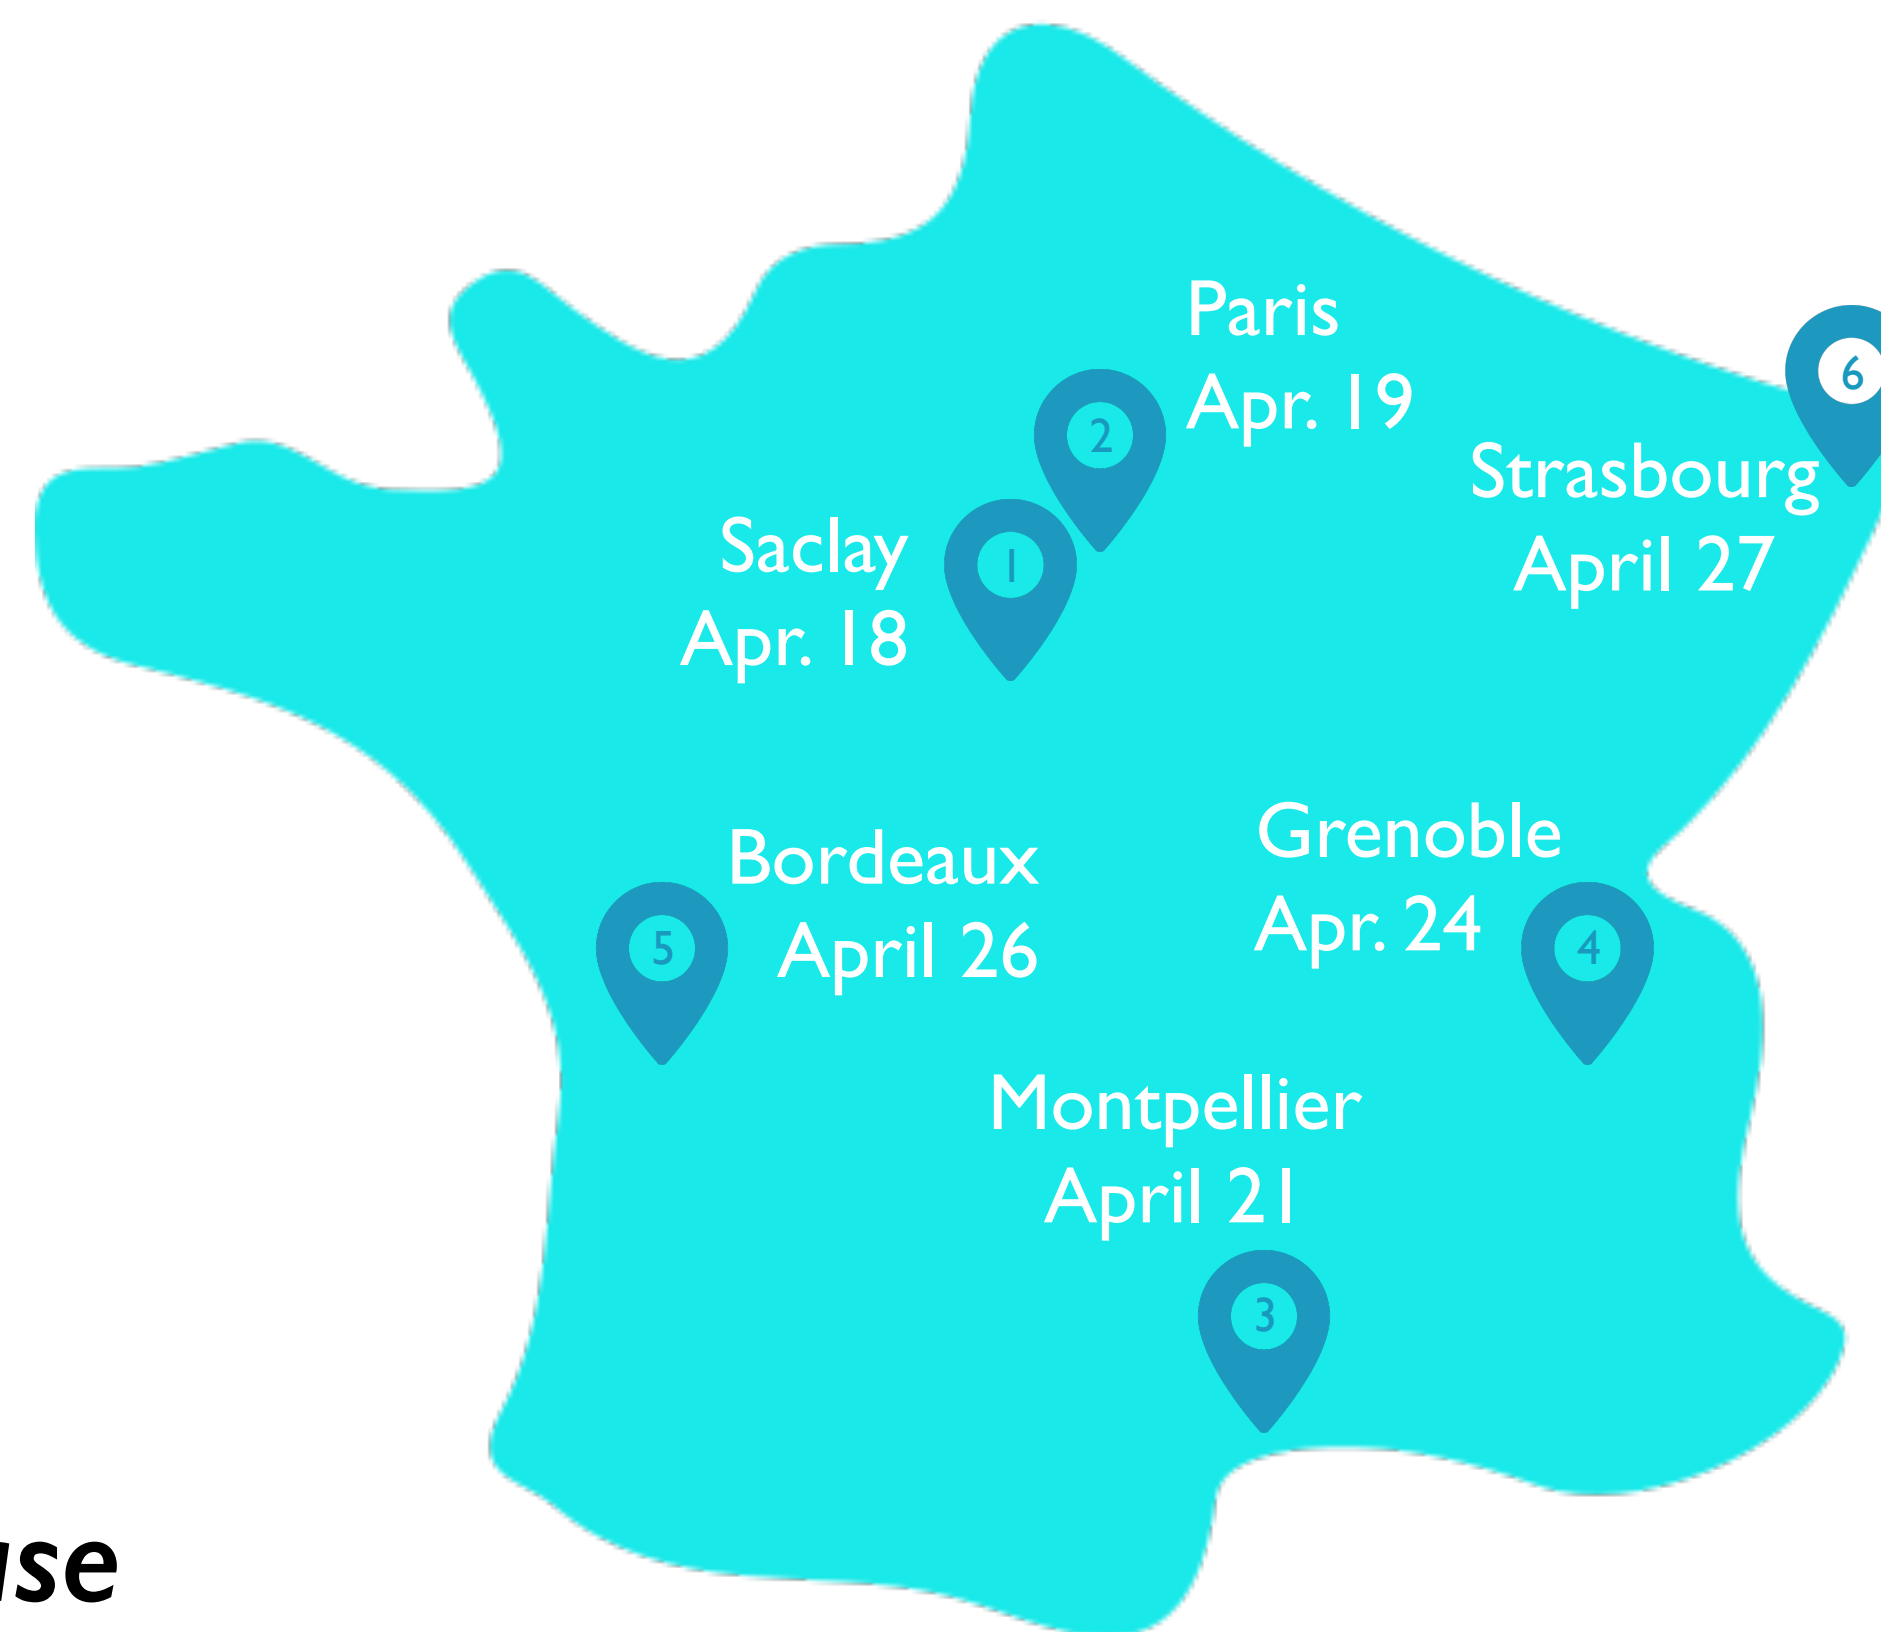 Paris
Apr. 19
2
6
Strasbourg
April 27
Saclay
Apr. 18
1
Bordeaux
April 26
5
Grenoble
Apr. 24
4
Montpellier
April 21
3